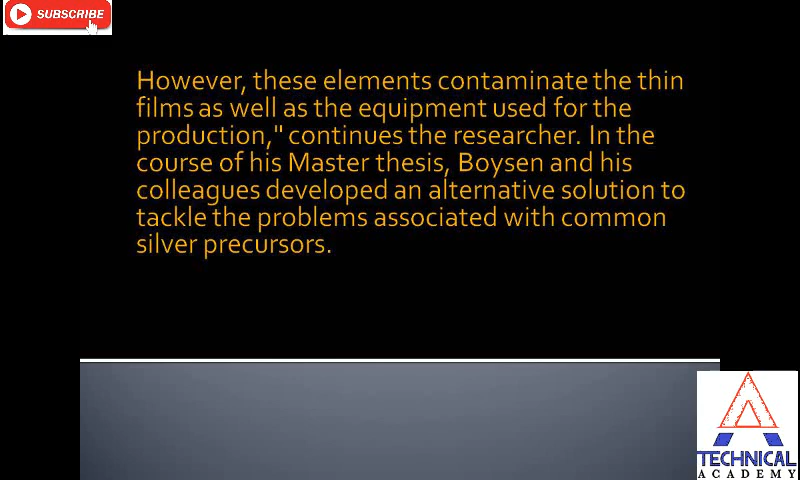 SUBSCRIBE
However, these elements contaminate the thin
films as well as the equipment used for the
production," continues the researcher. In the
course of his Master thesis, Boysen and his
colleagues developed an alternative solution to
tackle the problems associated with common
silver precursors.
TECHNICAL
ACADEMY